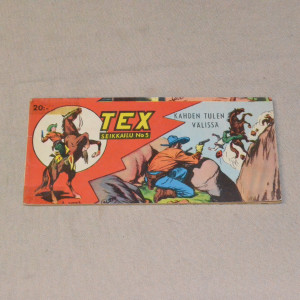 20:-
TEX
SEIKKAILU No 5
KAHDEN TULEN
VÄLISSÄ